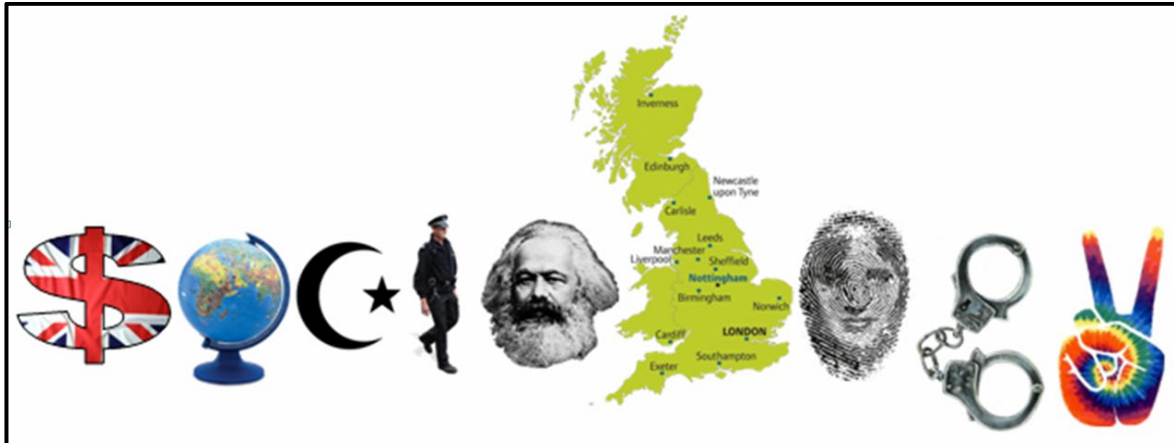 Inverness
Edinburgh
Newcastle
upon Tyne
Carlisle
Leeds
Manchester
Liverpool
Sheffield
Nottingham
Birmingham
Norwich
Cardiff
LONDON
Southampton
Exeter